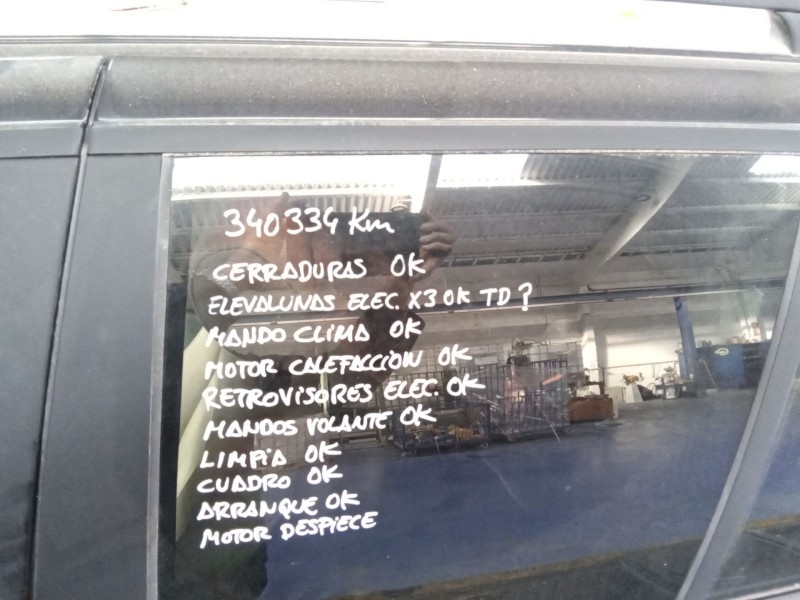 340334 Km
CERRADURAS OK
ELEVALUNAS ELEC. X3 OK TD?
MANDO CLIMA OK
MOTOR CALEFACCION OK
RETROVISORES ELEC. OK
MANDOS VOLANTE OK
LIMPIA OK
CUADRO OK
ARRANQUE OK
MOTOR DESPIECE